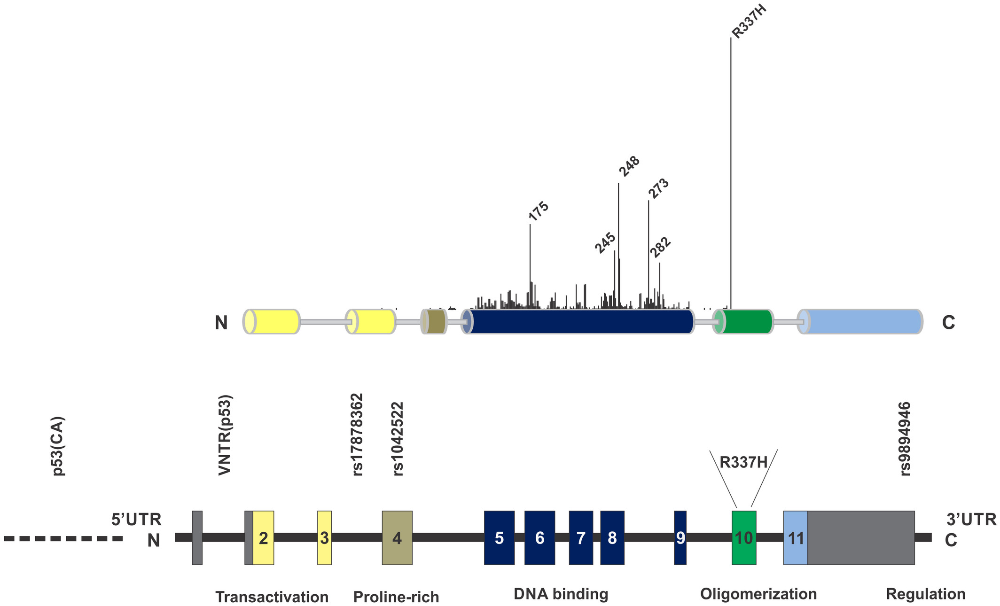 R337H
248
273
175
245
282
N
C
p53(CA)
VNTR(p53)
rs17878362
rs1042522
rs9894946
R337H
5’UTR
3’UTR
N
2
3
4
5
6
7
8
9
10
11
C
Transactivation
Proline-rich
DNA binding
Oligomerization
Regulation